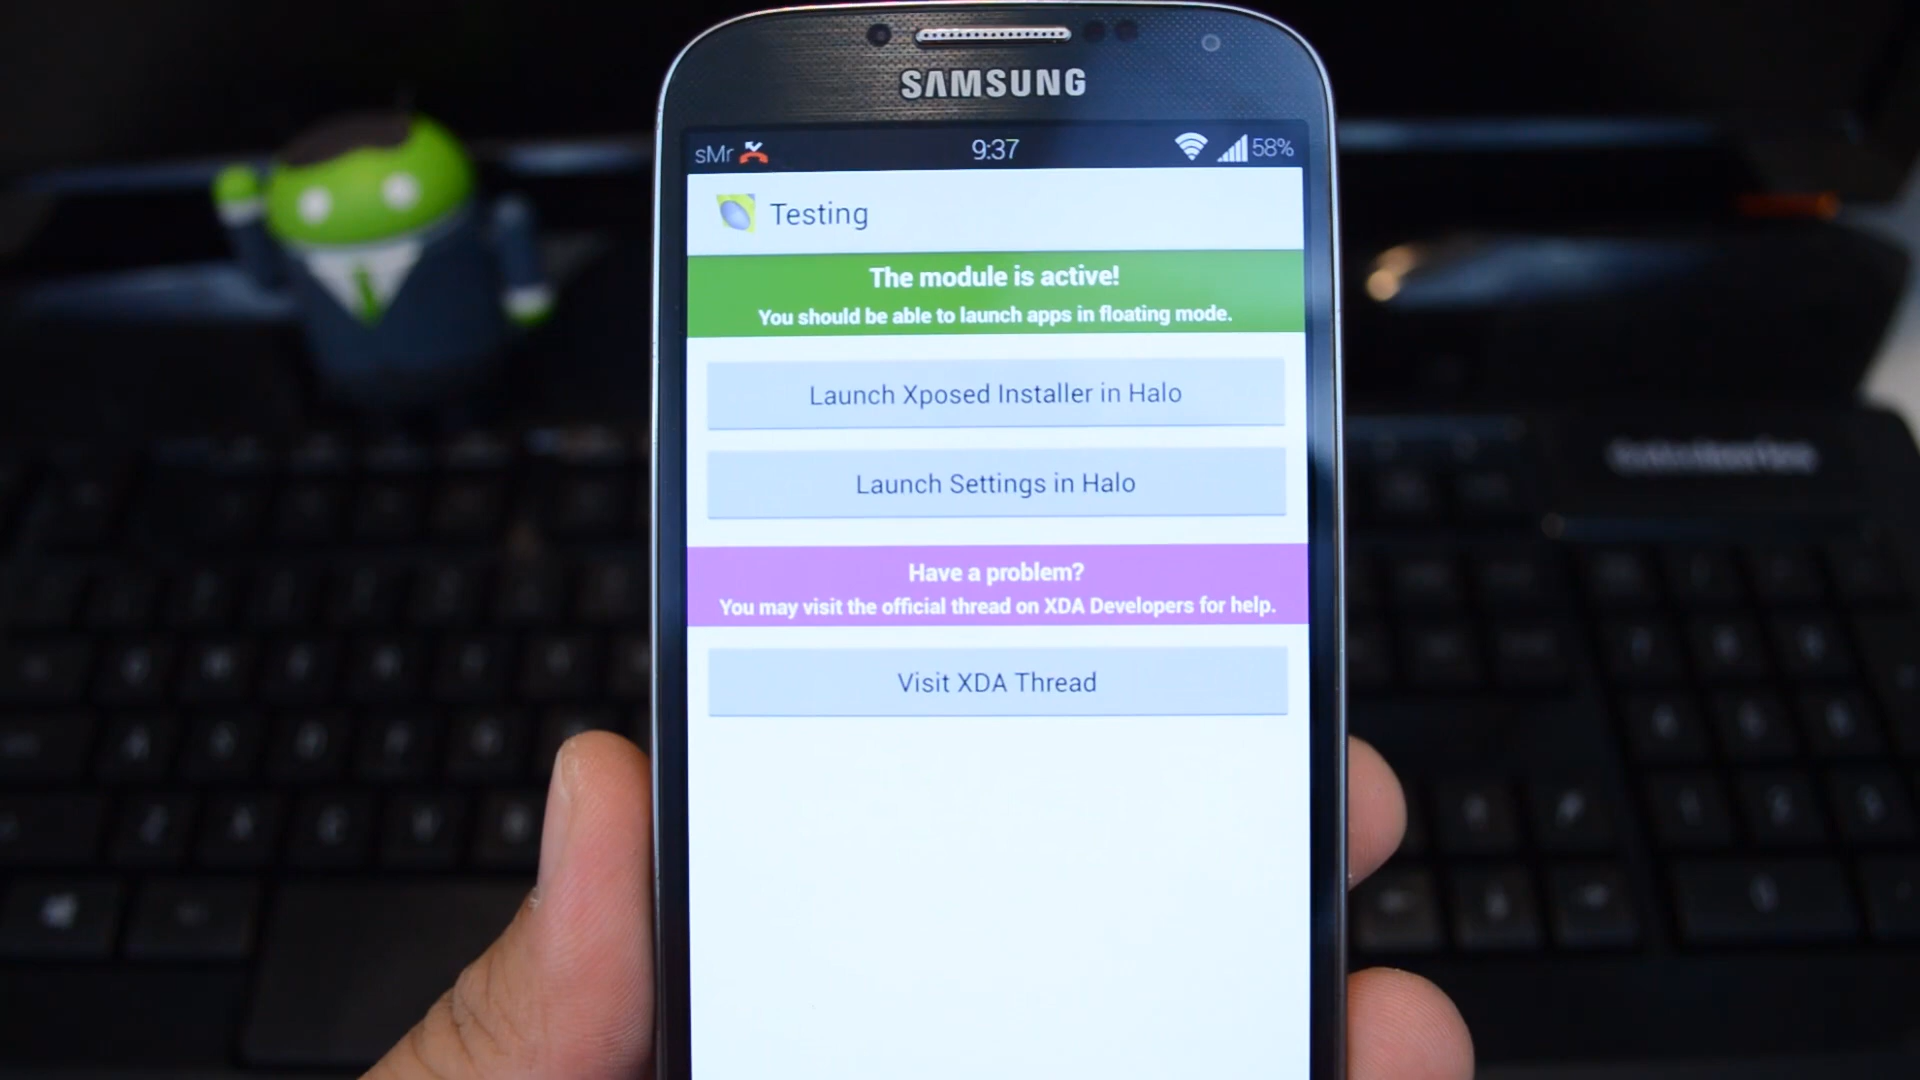 SAMSUNG
sMr 9:37 58%
Testing
The module is active!
You should be able to launch apps in floating mode.
Launch Xposed Installer in Halo
Launch Settings in Halo
Have a problem?
You may visit the official thread on XDA Developers for help.
Visit XDA Thread